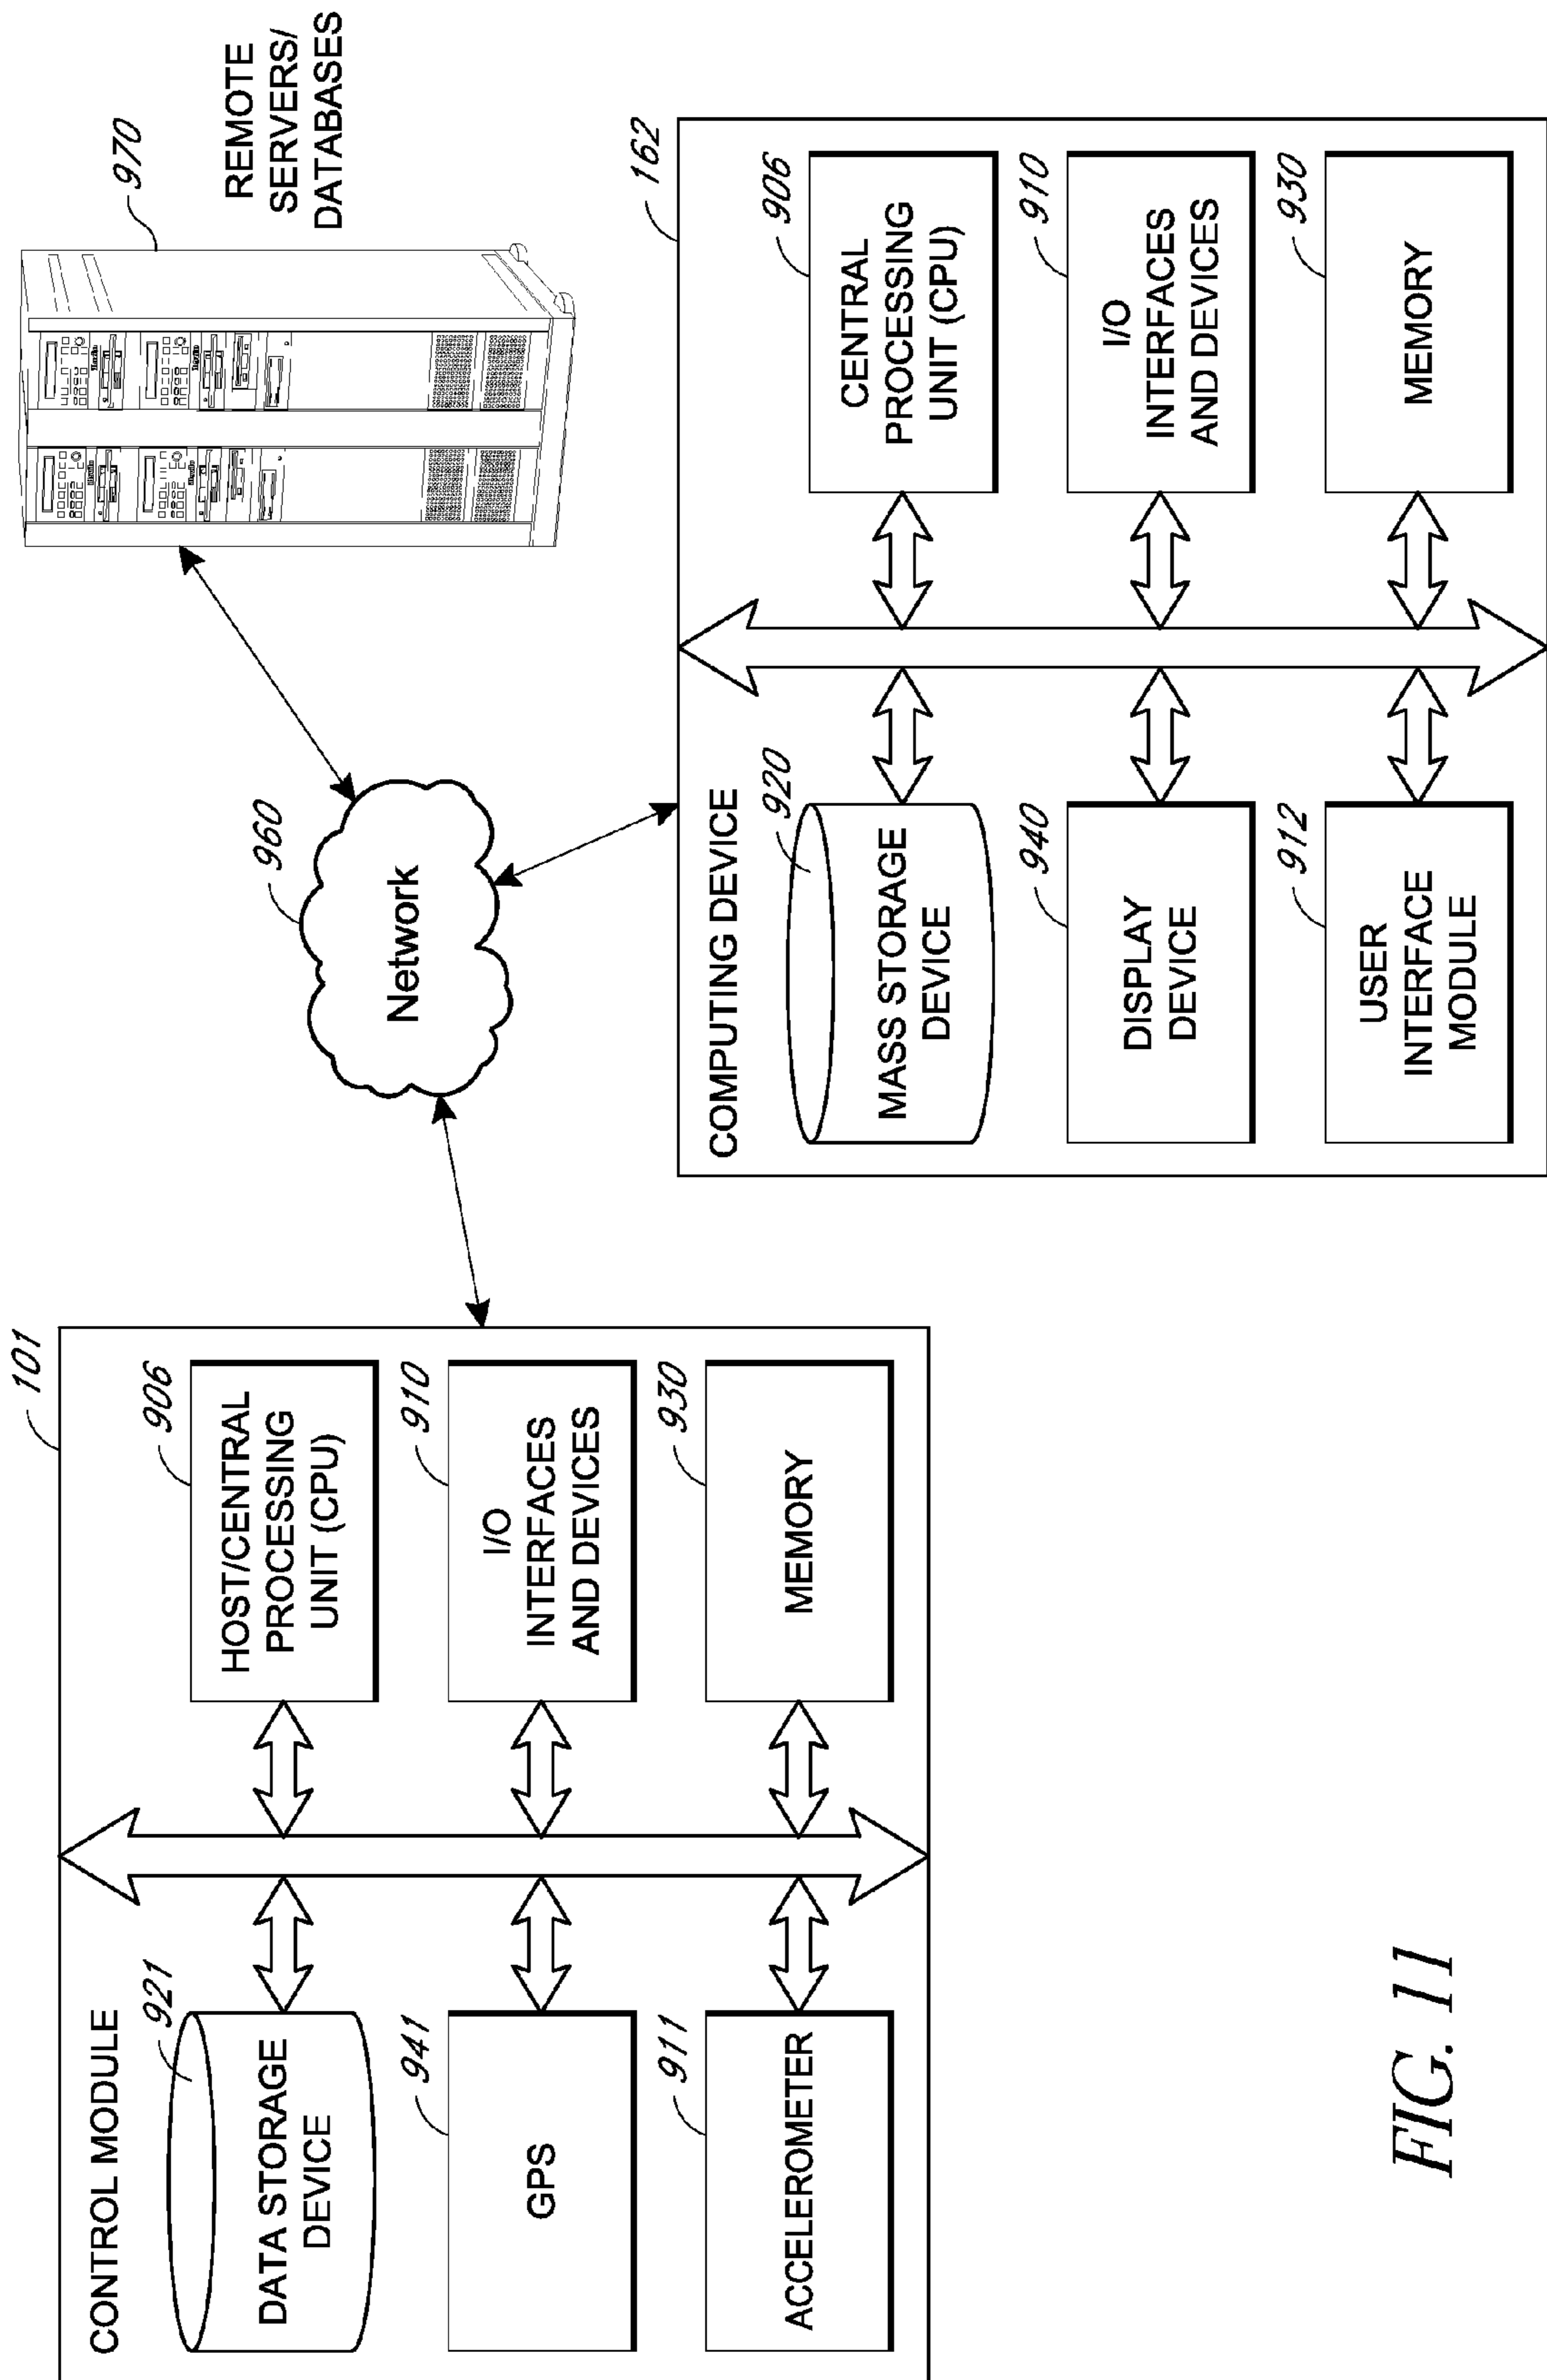 CONTROL MODULE
101
921
DATA STORAGE
DEVICE
906
HOST/CENTRAL
PROCESSING
UNIT (CPU)
941
GPS
910
I/O
INTERFACES
AND DEVICES
911
ACCELEROMETER
930
MEMORY
960
Network
970
REMOTE
SERVERS/
DATABASES
COMPUTING DEVICE
162
920
MASS STORAGE
DEVICE
906
CENTRAL
PROCESSING
UNIT (CPU)
940
DISPLAY
DEVICE
910
I/O
INTERFACES
AND DEVICES
912
USER
INTERFACE
MODULE
930
MEMORY
FIG. 11